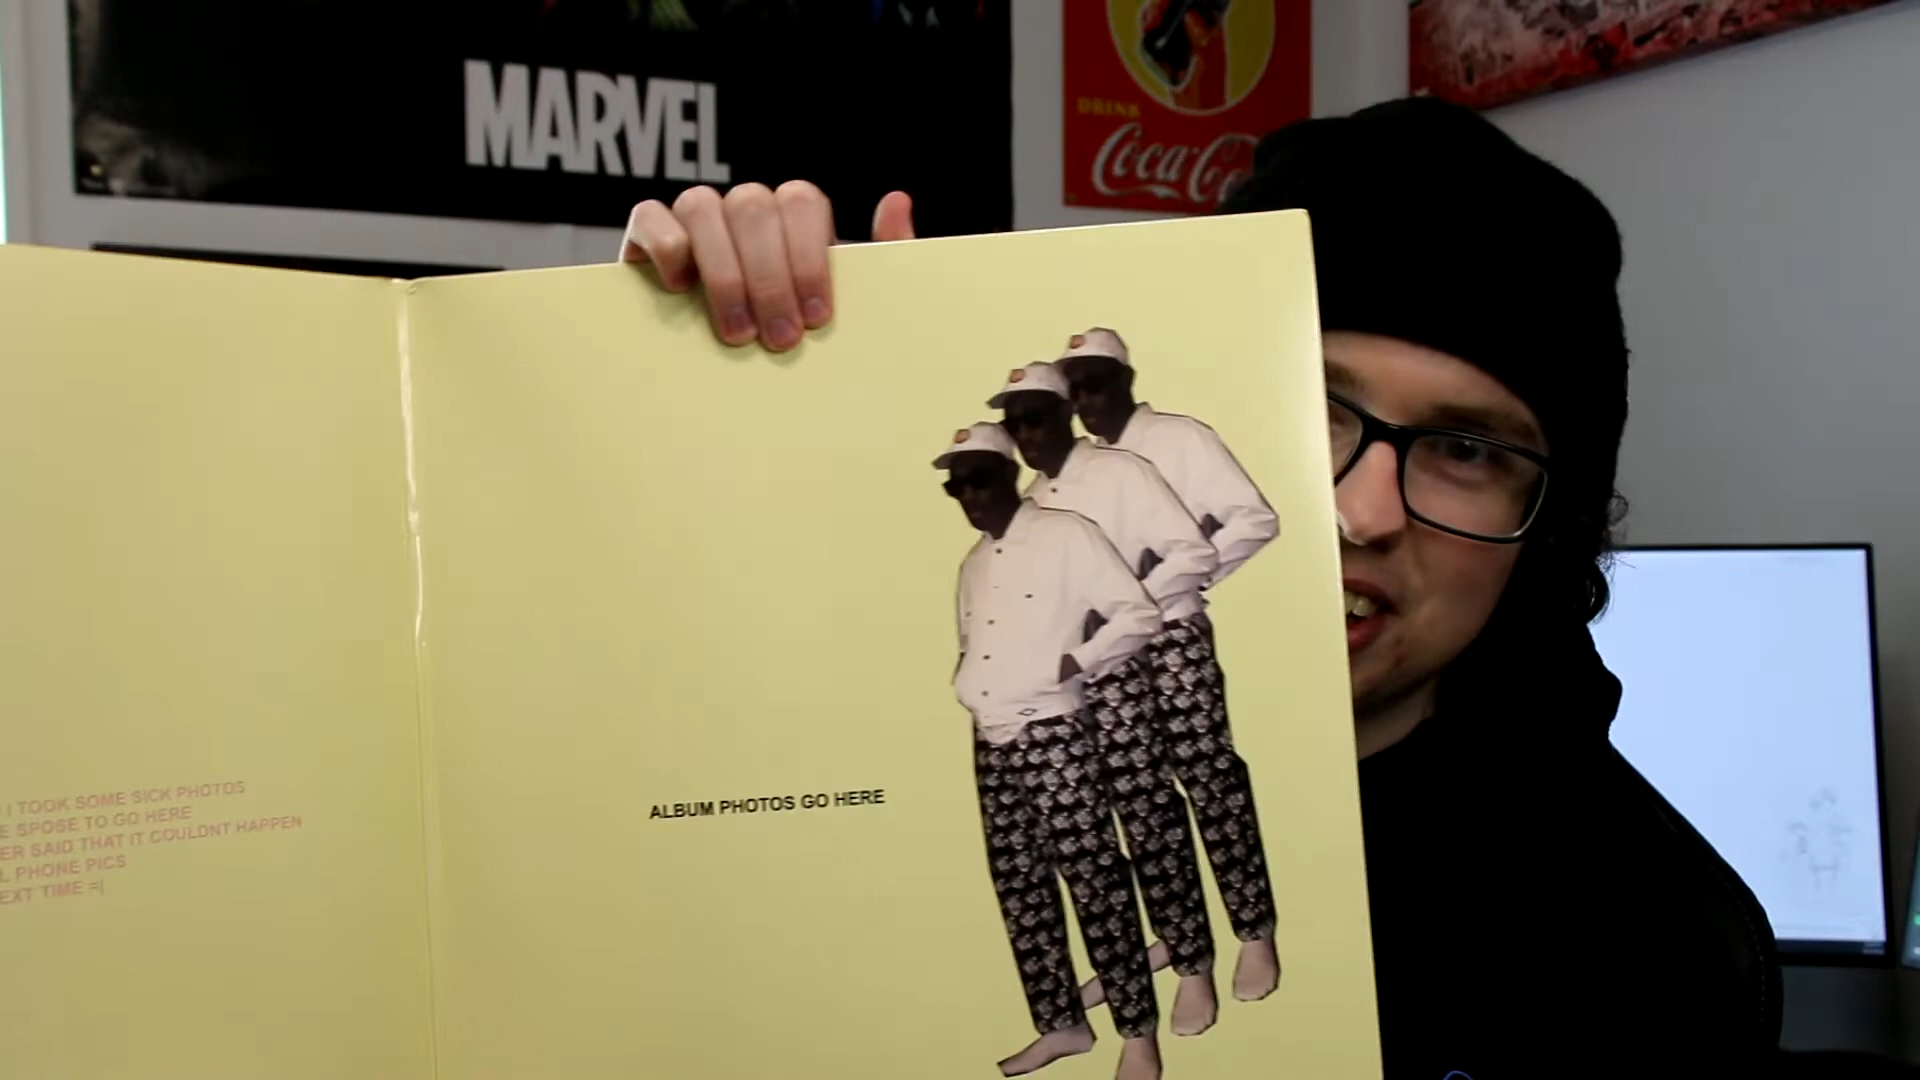 MARVEL
DRINK
Coca-C
I TOOK SOME SICK PHOTOS
E SPOSE TO GO HERE
ER SAID THAT IT COULDNT HAPPEN
L PHONE PICS
EXT TIME =|
ALBUM PHOTOS GO HERE